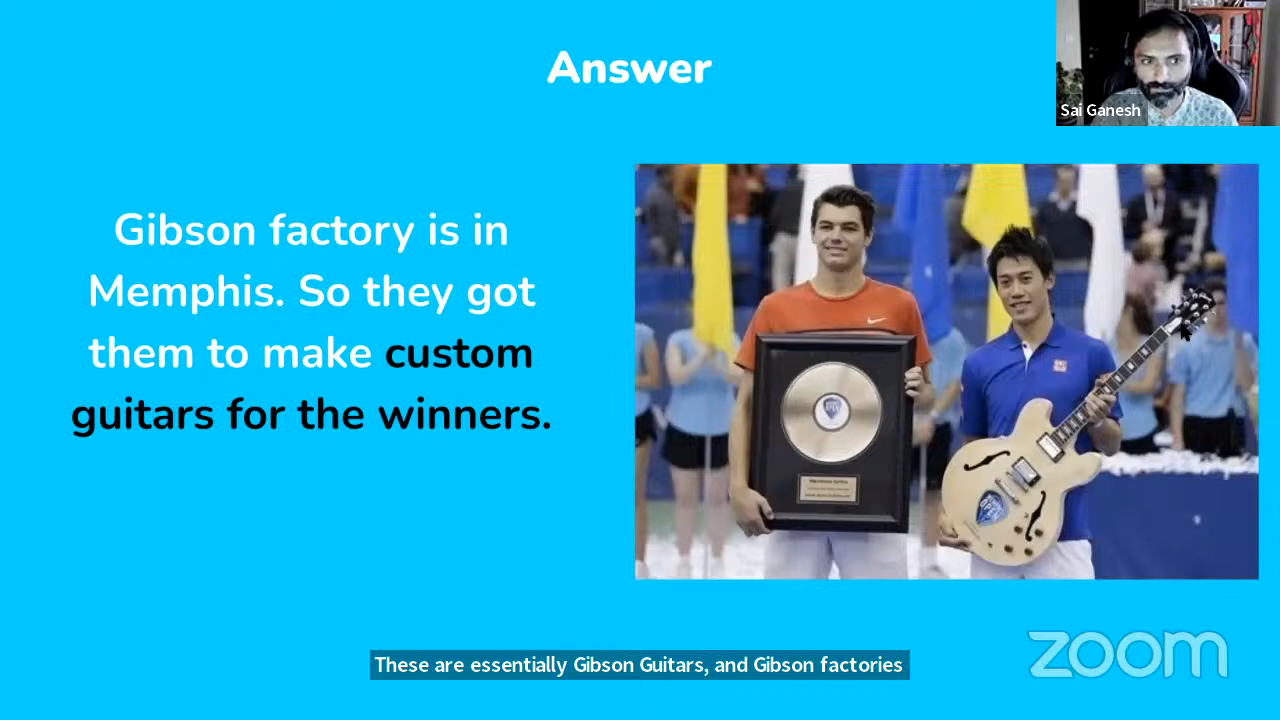 Answer
Sai Ganesh
Gibson factory is in
Memphis. So they got
them to make custom
guitars for the winners.
OPEN
These are essentially Gibson Guitars, and Gibson factories
zoom